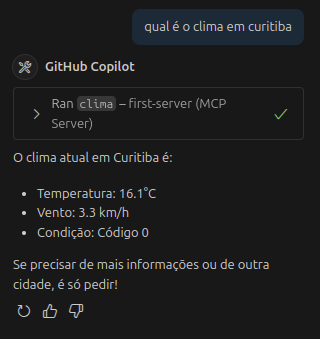 qual é o clima em curitiba
GitHub Copilot
Ran clima – first-server (MCP
Server)
O clima atual em Curitiba é:
• Temperatura: 16.1°C
• Vento: 3.3 km/h
• Condição: Código 0
Se precisar de mais informações ou de outra
cidade, é só pedir!